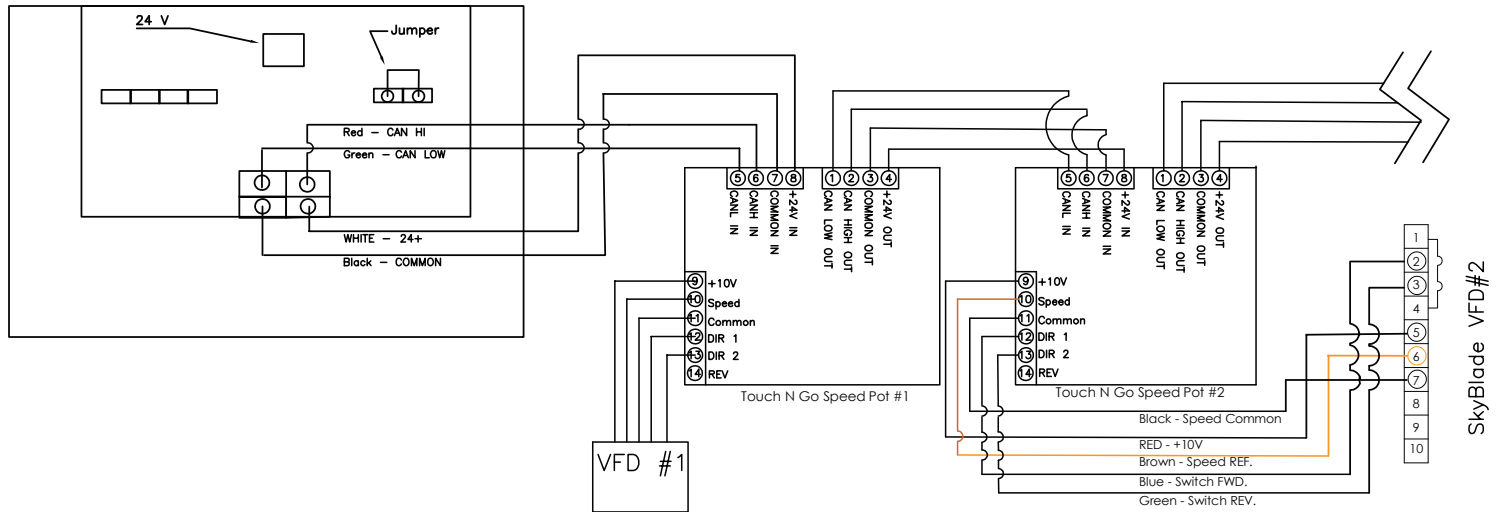 24 V
Jumper
Red – CAN HI
Green – CAN LOW
WHITE – 24+
Black – COMMON
5 6 7 8
CANL IN
CANH IN
COMMON IN
+24V IN
1 2 3 4
CAN LOW OUT
CAN HIGH OUT
COMMON OUT
+24V OUT
9 +10V
10 Speed
11 Common
12 DIR 1
13 DIR 2
14 REV
Touch N Go Speed Pot #1
VFD #1
5 6 7 8
CANL IN
CANH IN
COMMON IN
+24V IN
1 2 3 4
CAN LOW OUT
CAN HIGH OUT
COMMON OUT
+24V OUT
9 +10V
10 Speed
11 Common
12 DIR 1
13 DIR 2
14 REV
Touch N Go Speed Pot #2
Black - Speed Common
RED - +10V
Brown - Speed REF.
Blue - Switch FWD.
Green - Switch REV.
1
2
3
4
5
6
7
8
9
10
SkyBlade VFD#2